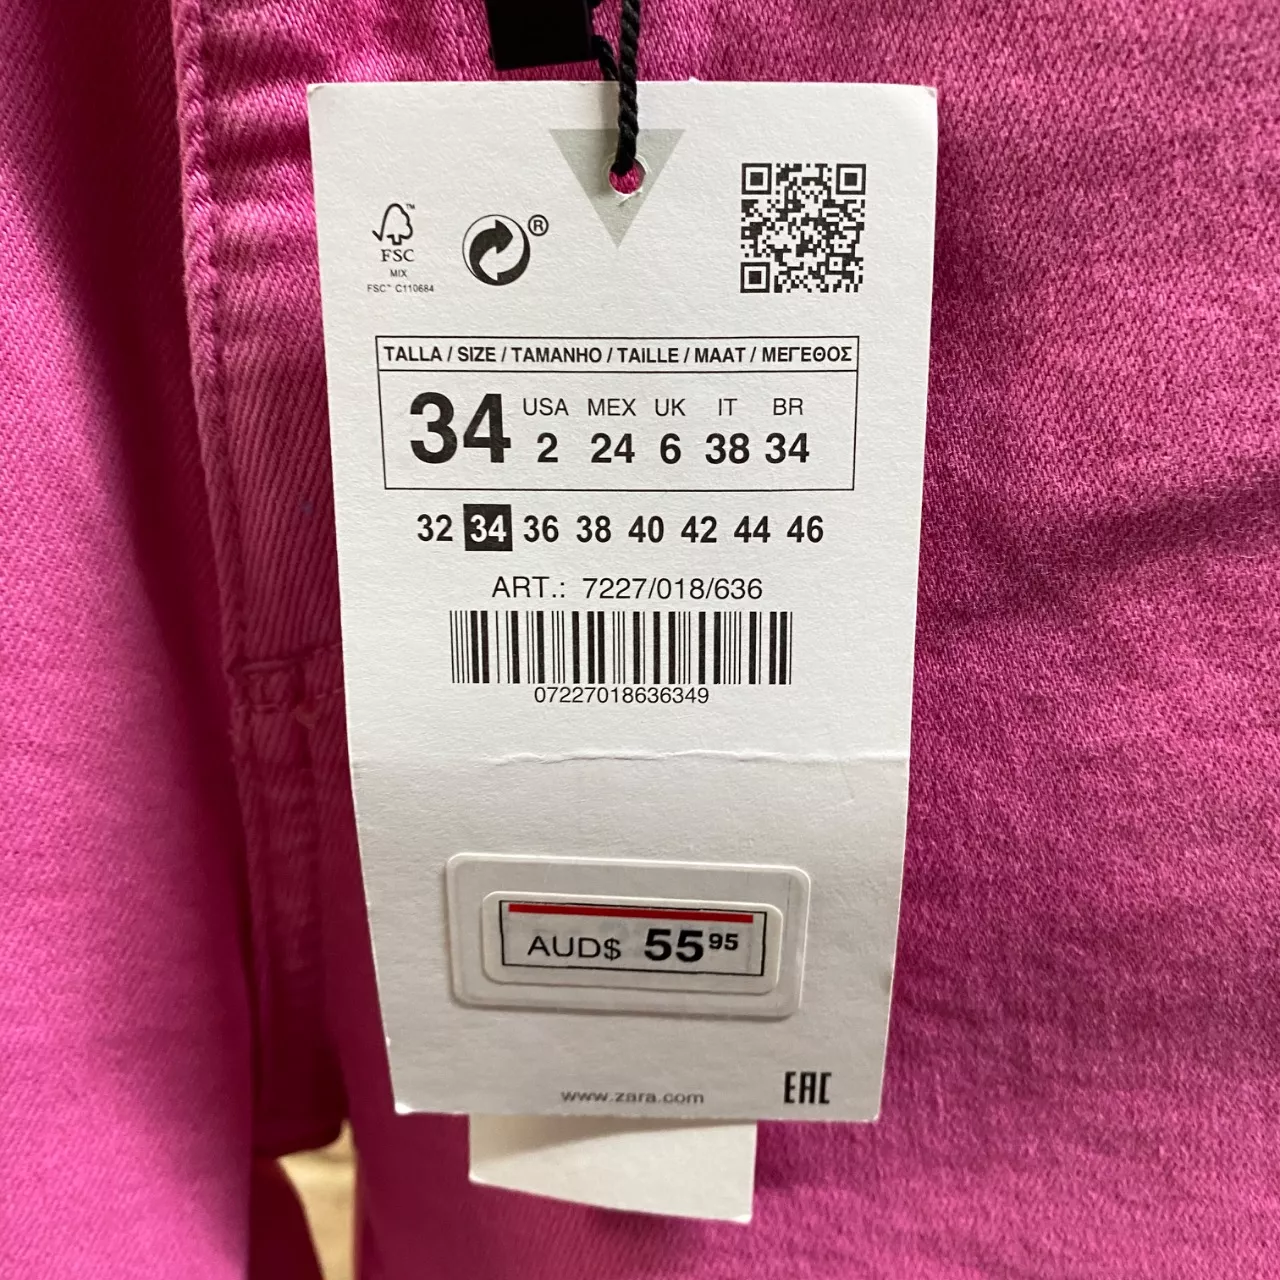 FSC™
MIX
FSC™ C110684
®
TALLA / SIZE / TAMANHO / TAILLE / MAAT / ΜΕΓΕΘΟΣ
34 USA MEX UK IT BR
2 24 6 38 34
32 34 36 38 40 42 44 46
ART.: 7227/018/636
07227018636349
AUD$ 55 95
www.zara.com
EAC